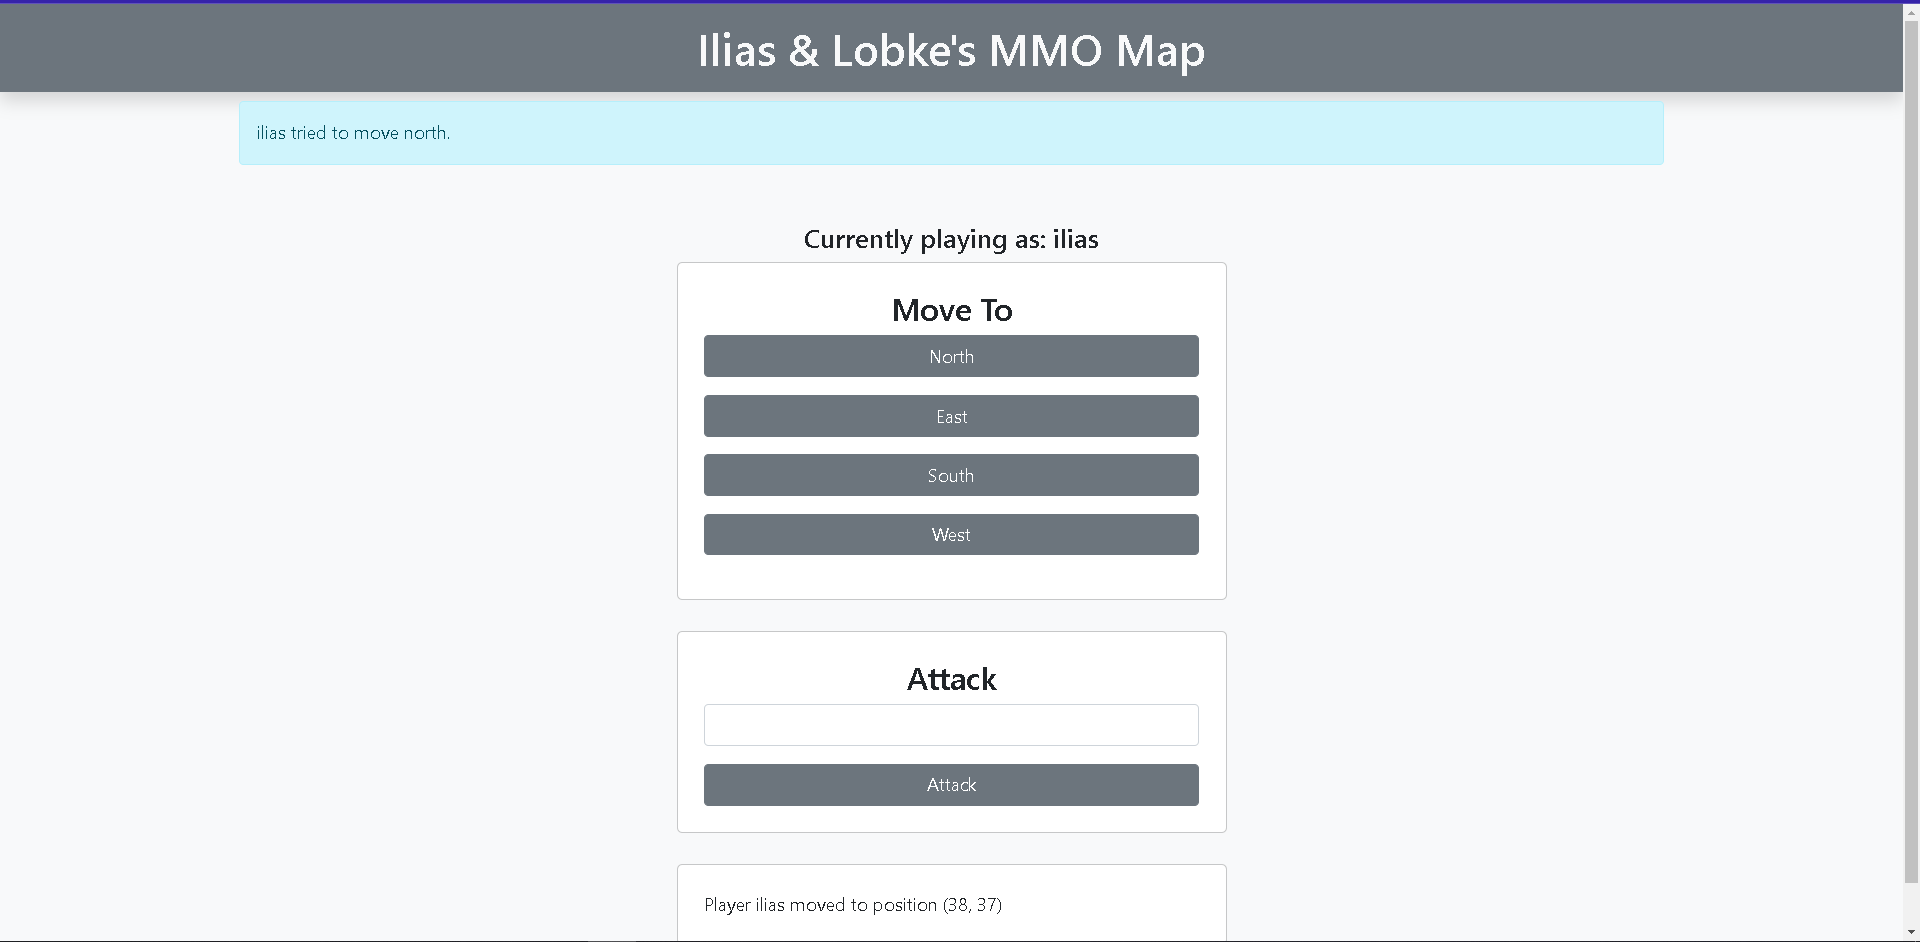 Ilias & Lobke's MMO Map
ilias tried to move north.
Currently playing as: ilias
Move To
North
East
South
West
Attack
Attack
Player ilias moved to position (38, 37)